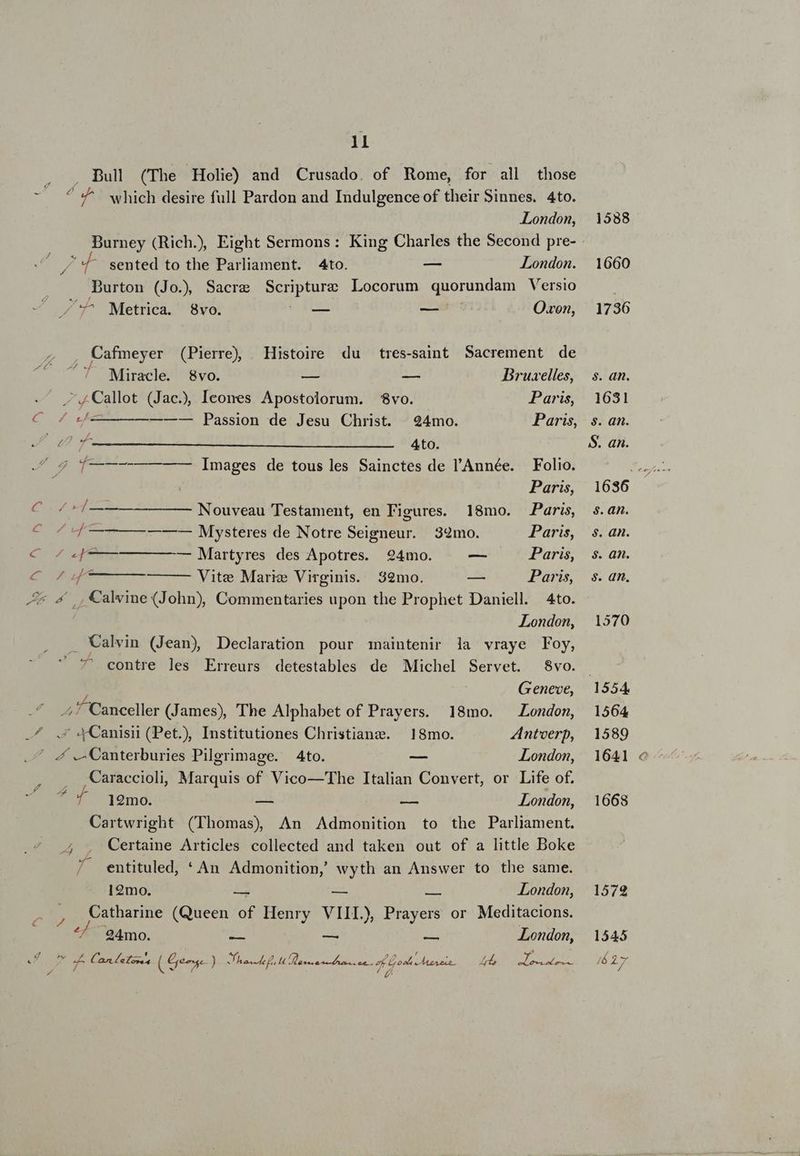 11
Bull (The Holie) and Crusado. of Rome, for all those
which desire full Pardon and Indulgence of their Sinnes. 4to.
London, 1588
Burney (Rich.), Eight Sermons: King Charles the Second pre-
sented to the Parliament. 4to. — London. 1660
Burton (Jo.), Sacræ Scripturæ Locorum quorundam Versio
Metrica. 8vo. — — Oxon, 1736
Cafmeyer (Pierre), Histoire du tres-saint Sacrement de
Miracle. 8vo. — — Bruxelles, s. an.
Callot (Jac.), Icones Apostolorum. 8vo. Paris, 1631
——— Passion de Jesu Christ. 24mo. Paris, s. an.
——— 4to. S. an.
——— Images de tous les Sainctes de l'Année. Folio.
Paris, 1636
——— Nouveau Testament, en Figures. 18mo. Paris, s. an.
——— Mysteres de Notre Seigneur. 32mo. Paris, s. an.
——— Martyres des Apotres. 24mo. — Paris, s. an.
——— Vitæ Mariæ Virginis. 32mo. — Paris, s. an.
Calvine (John), Commentaries upon the Prophet Daniell. 4to.
London, 1570
Calvin (Jean), Declaration pour maintenir la vraye Foy,
contre les Erreurs detestables de Michel Servet. 8vo.
Geneve, 1554
Canceller (James), The Alphabet of Prayers. 18mo. London, 1564
Canisii (Pet.), Institutiones Christianæ. 18mo. Antverp, 1589
Canterburies Pilgrimage. 4to. — London, 1641
Caraccioli, Marquis of Vico—The Italian Convert, or Life of.
12mo. — — London, 1668
Cartwright (Thomas), An Admonition to the Parliament.
Certaine Articles collected and taken out of a little Boke
entituled, ‘An Admonition,’ wyth an Answer to the same.
12mo. — — — London, 1572
Catharine (Queen of Henry VIII.), Prayers or Meditacions.
24mo. — — — London, 1545
Carleton's (George) Thankfull Remembrance of Gods Mercie 4to London 1627